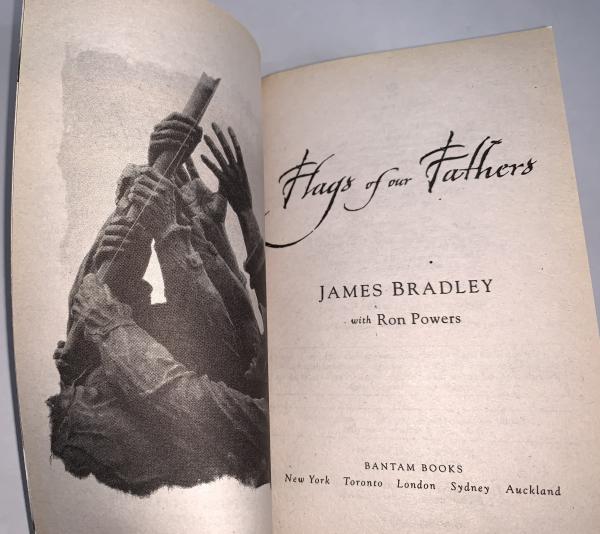 Flags of our Fathers
JAMES BRADLEY
with Ron Powers
BANTAM BOOKS
New York Toronto London Sydney Auckland